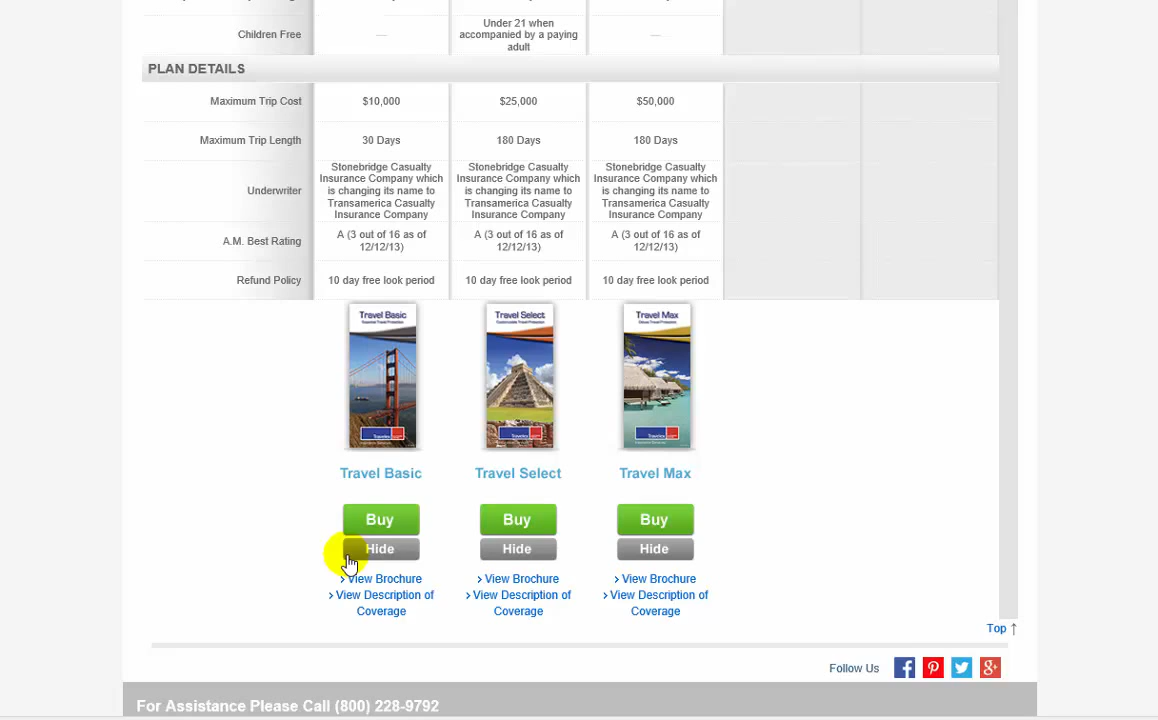 Children Free
—
Under 21 when
accompanied by a paying
adult
—
PLAN DETAILS
Maximum Trip Cost
$10,000
$25,000
$50,000
Maximum Trip Length
30 Days
180 Days
180 Days
Underwriter
Stonebridge Casualty
Insurance Company which
is changing its name to
Transamerica Casualty
Insurance Company
Stonebridge Casualty
Insurance Company which
is changing its name to
Transamerica Casualty
Insurance Company
Stonebridge Casualty
Insurance Company which
is changing its name to
Transamerica Casualty
Insurance Company
A.M. Best Rating
A (3 out of 16 as of
12/12/13)
A (3 out of 16 as of
12/12/13)
A (3 out of 16 as of
12/12/13)
Refund Policy
10 day free look period
10 day free look period
10 day free look period
Travel Basic
Travel Select
Travel Max
Travelex
Travelex
Travelex
Travel Basic
Travel Select
Travel Max
Buy
Buy
Buy
Hide
Hide
Hide
View Brochure
View Brochure
View Brochure
View Description of
Coverage
View Description of
Coverage
View Description of
Coverage
Top ↑
Follow Us
For Assistance Please Call (800) 228-9792